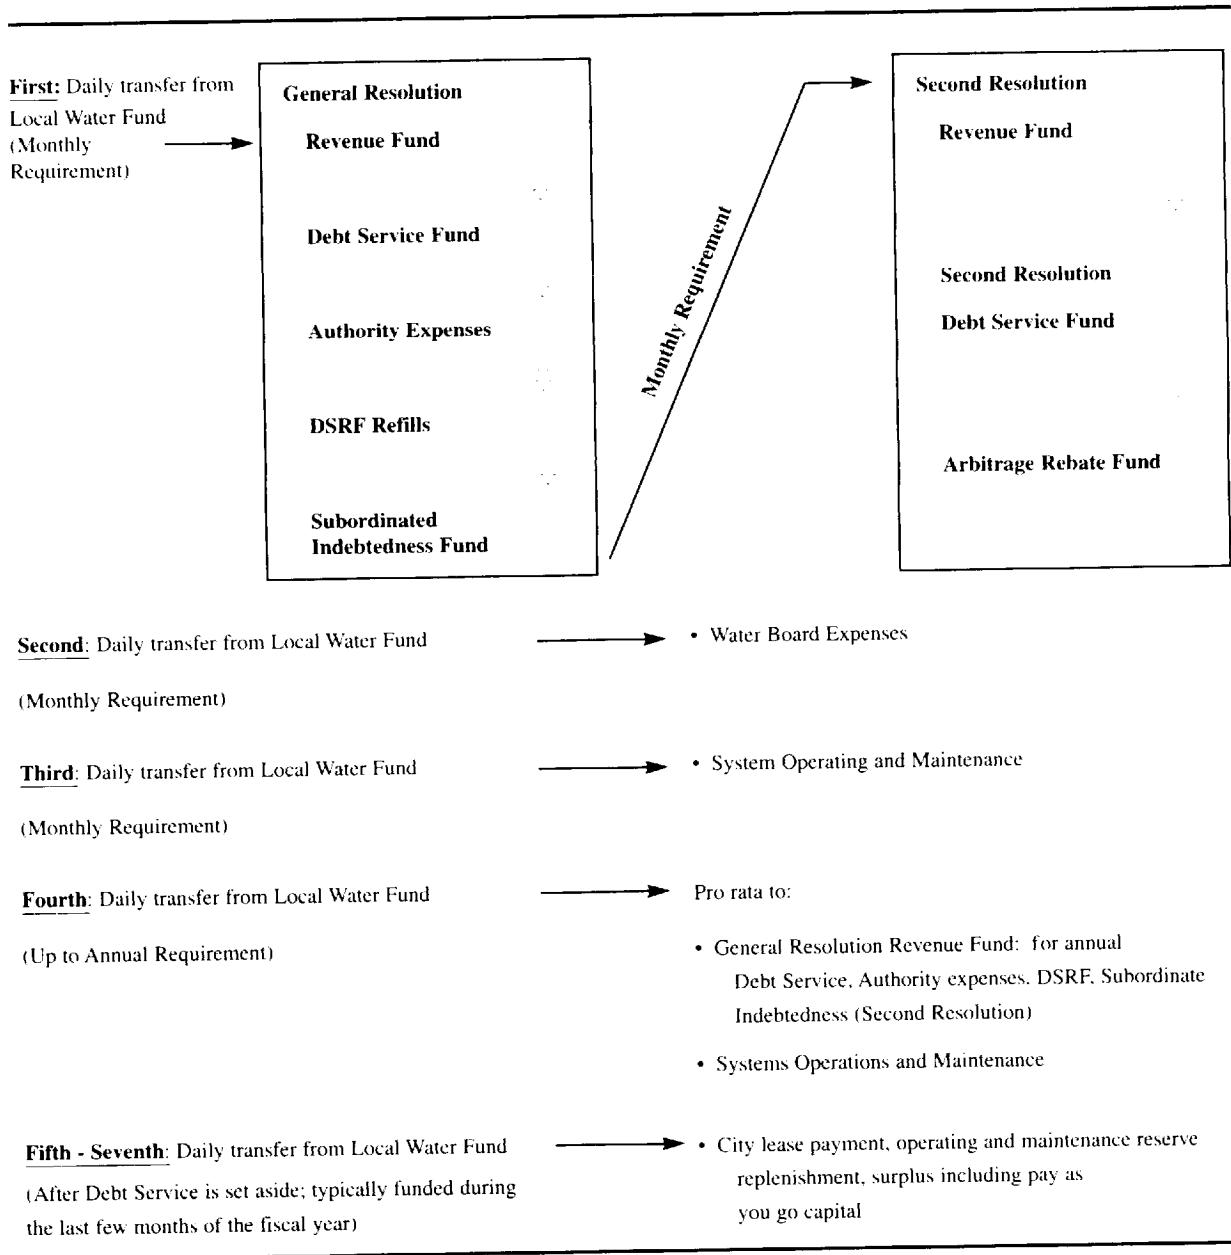 First: Daily transfer from
Local Water Fund
(Monthly
Requirement)
General Resolution
Revenue Fund
Debt Service Fund
Authority Expenses
DSRF Refills
Subordinated
Indebtedness Fund
Monthly Requirement
Second Resolution
Revenue Fund
Second Resolution
Debt Service Fund
Arbitrage Rebate Fund
Second: Daily transfer from Local Water Fund
(Monthly Requirement)
• Water Board Expenses
Third: Daily transfer from Local Water Fund
(Monthly Requirement)
• System Operating and Maintenance
Fourth: Daily transfer from Local Water Fund
(Up to Annual Requirement)
Pro rata to:
• General Resolution Revenue Fund: for annual
Debt Service, Authority expenses. DSRF, Subordinate
Indebtedness (Second Resolution)
• Systems Operations and Maintenance
Fifth - Seventh: Daily transfer from Local Water Fund
(After Debt Service is set aside; typically funded during
the last few months of the fiscal year)
• City lease payment, operating and maintenance reserve
replenishment, surplus including pay as
you go capital